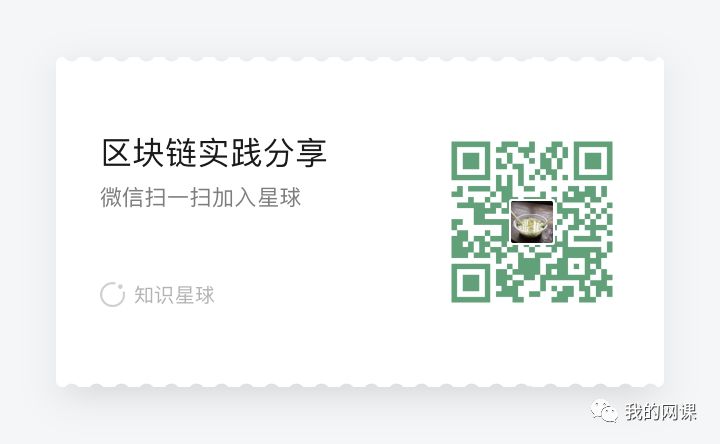 区块链实践分享
微信扫一扫加入星球
知识星球
我的网课